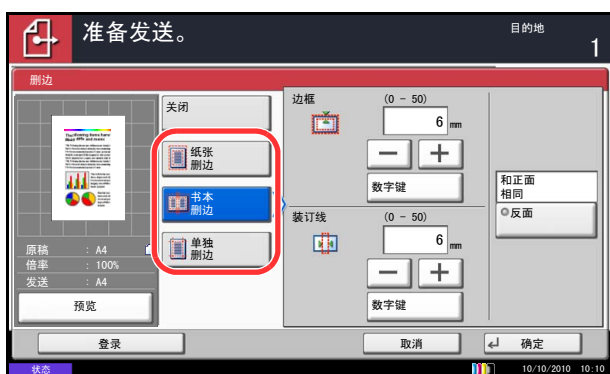 准备发送。
目的地
1
删边
关闭
纸张
删边
书本
删边
单独
删边
边框
(0 - 50)
6 mm
数字键
装订线
(0 - 50)
6 mm
数字键
和正面
相同
反面
原稿 : A4
倍率 : 100%
发送 : A4
预览
登录
取消
确定
状态
10/10/2010 10:10